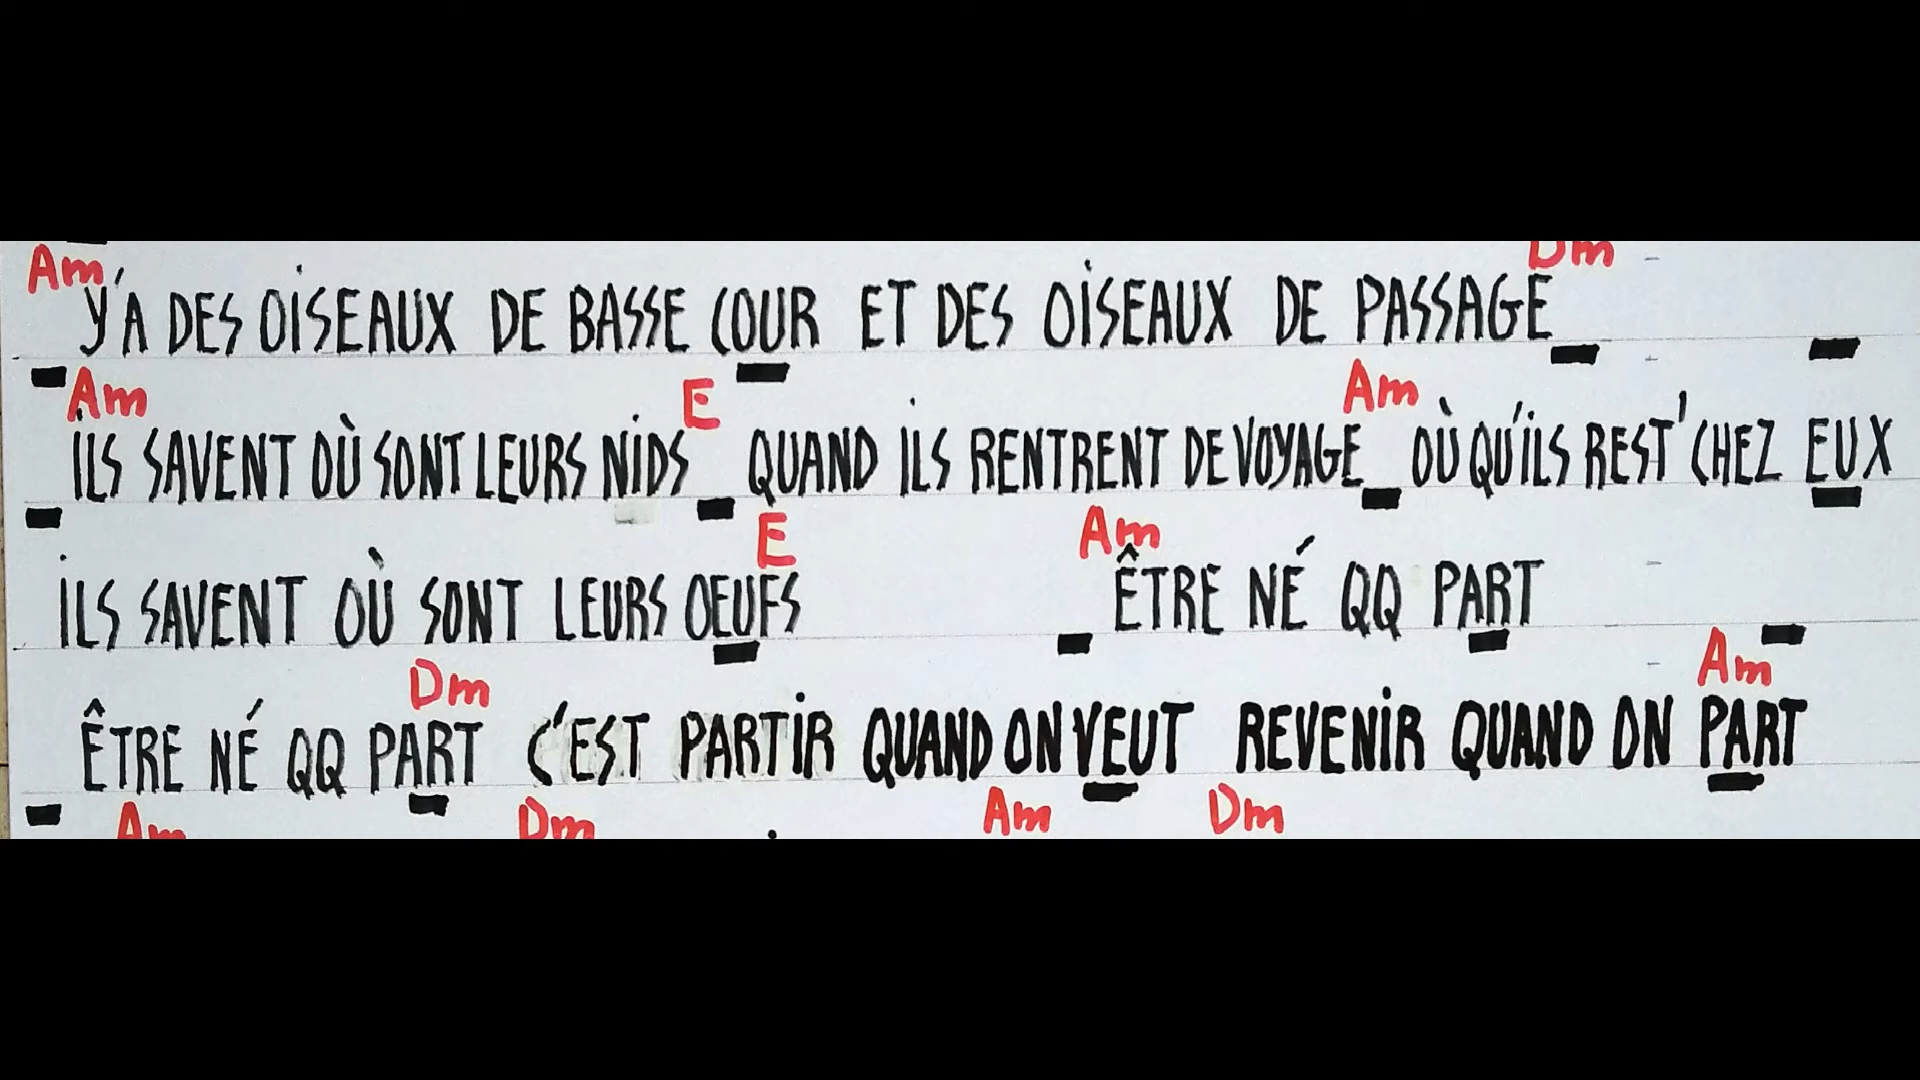 Am Dm
Y'A DES OISEAUX DE BASSE COUR ET DES OISEAUX DE PASSAGE
Am E Am
ILS SAVENT OÙ SONT LEURS NIDS QUAND ILS RENTRENT DE VOYAGE OÙ QU'ILS REST' CHEZ EUX
E Am
ILS SAVENT OÙ SONT LEURS OEUFS ÊTRE NÉ QQ PART
Dm Am
ÊTRE NÉ QQ PART C'EST PARTIR QUAND ON VEUT REVENIR QUAND ON PART
Am Dm Am Dm